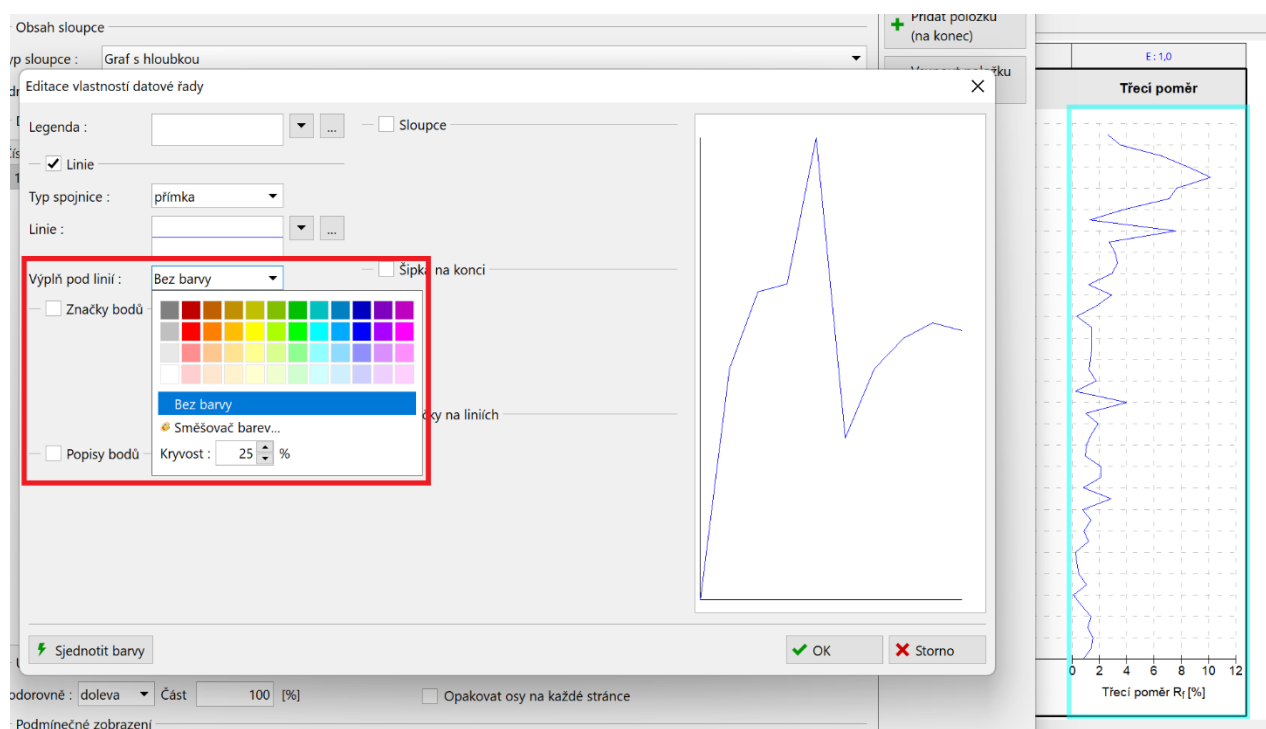 Obsah sloupce
Přidat položku
(na konec)
yp sloupce : Graf s hloubkou
E : 1,0
Editace vlastností datové řady
Třecí poměr
Legenda :
...
Sloupce
Linie
Typ spojnice : přímka
Linie :
...
Výplň pod linií : Bez barvy
Šipka na konci
Značky bodů
Bez barvy
čky na liniích
Směšovač barev...
Popisy bodů
Kryvost : 25 %
Sjednotit barvy
OK
Storno
0 2 4 6 8 10 12
Třecí poměr Rf [%]
odorovně : doleva Část 100 [%]
Opakovat osy na každé stránce
Podmínečné zobrazení